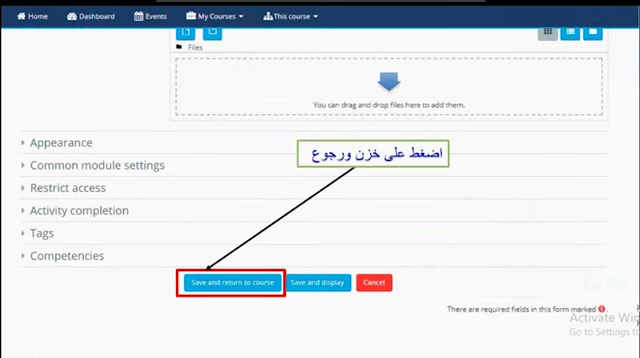 Home Dashboard Events My Courses This course
Files
You can drag and drop files here to add them.
Appearance
اضغط على خزن ورجوع
Common module settings
Restrict access
Activity completion
Tags
Competencies
Save and return to course Save and display Cancel
There are required fields in this form marked .
Activate Win
Go to Settings to